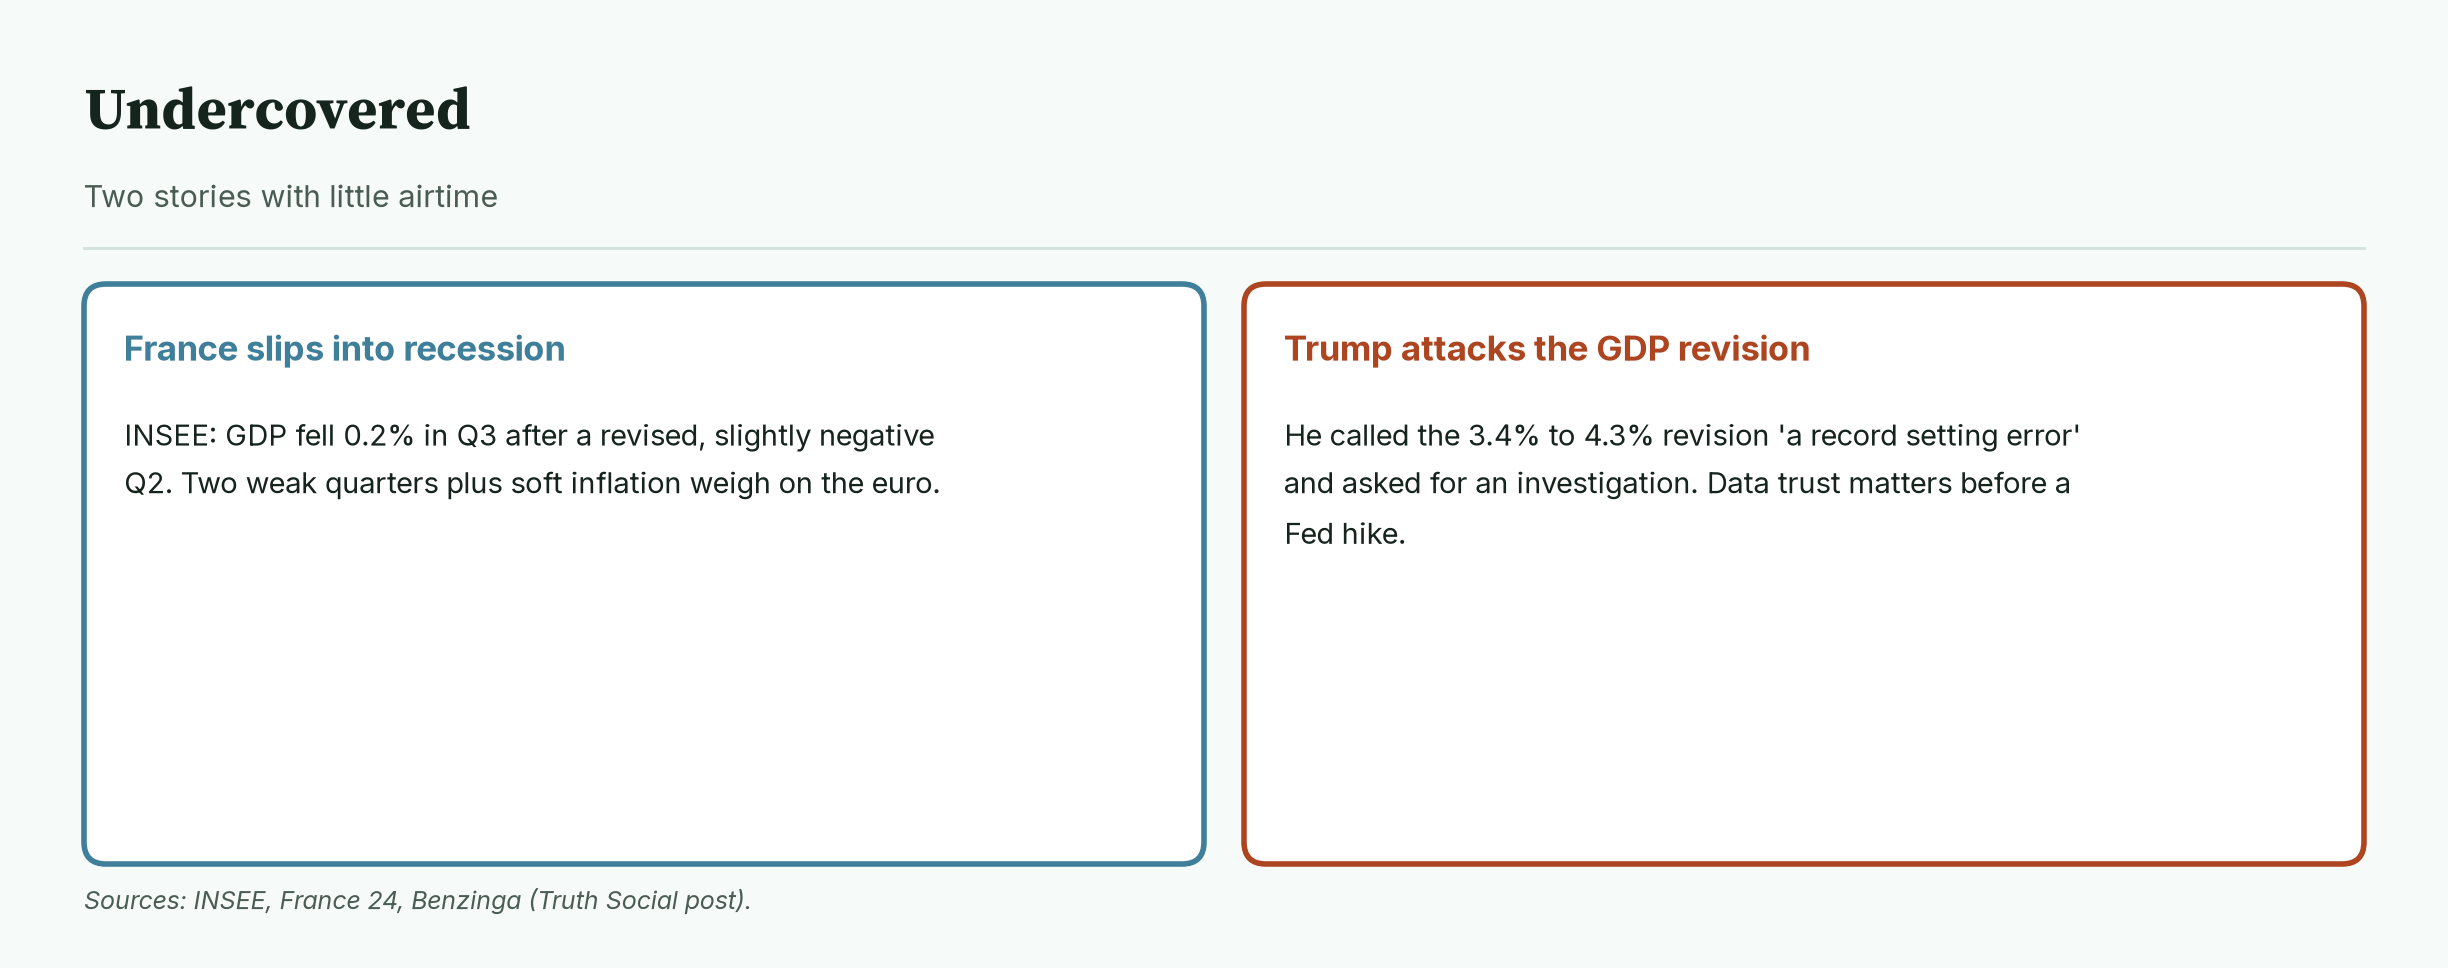 Undercovered
Two stories with little airtime
France slips into recession
INSEE: GDP fell 0.2% in Q3 after a revised, slightly negative
Q2. Two weak quarters plus soft inflation weigh on the euro.
Trump attacks the GDP revision
He called the 3.4% to 4.3% revision 'a record setting error'
and asked for an investigation. Data trust matters before a
Fed hike.
Sources: INSEE, France 24, Benzinga (Truth Social post).